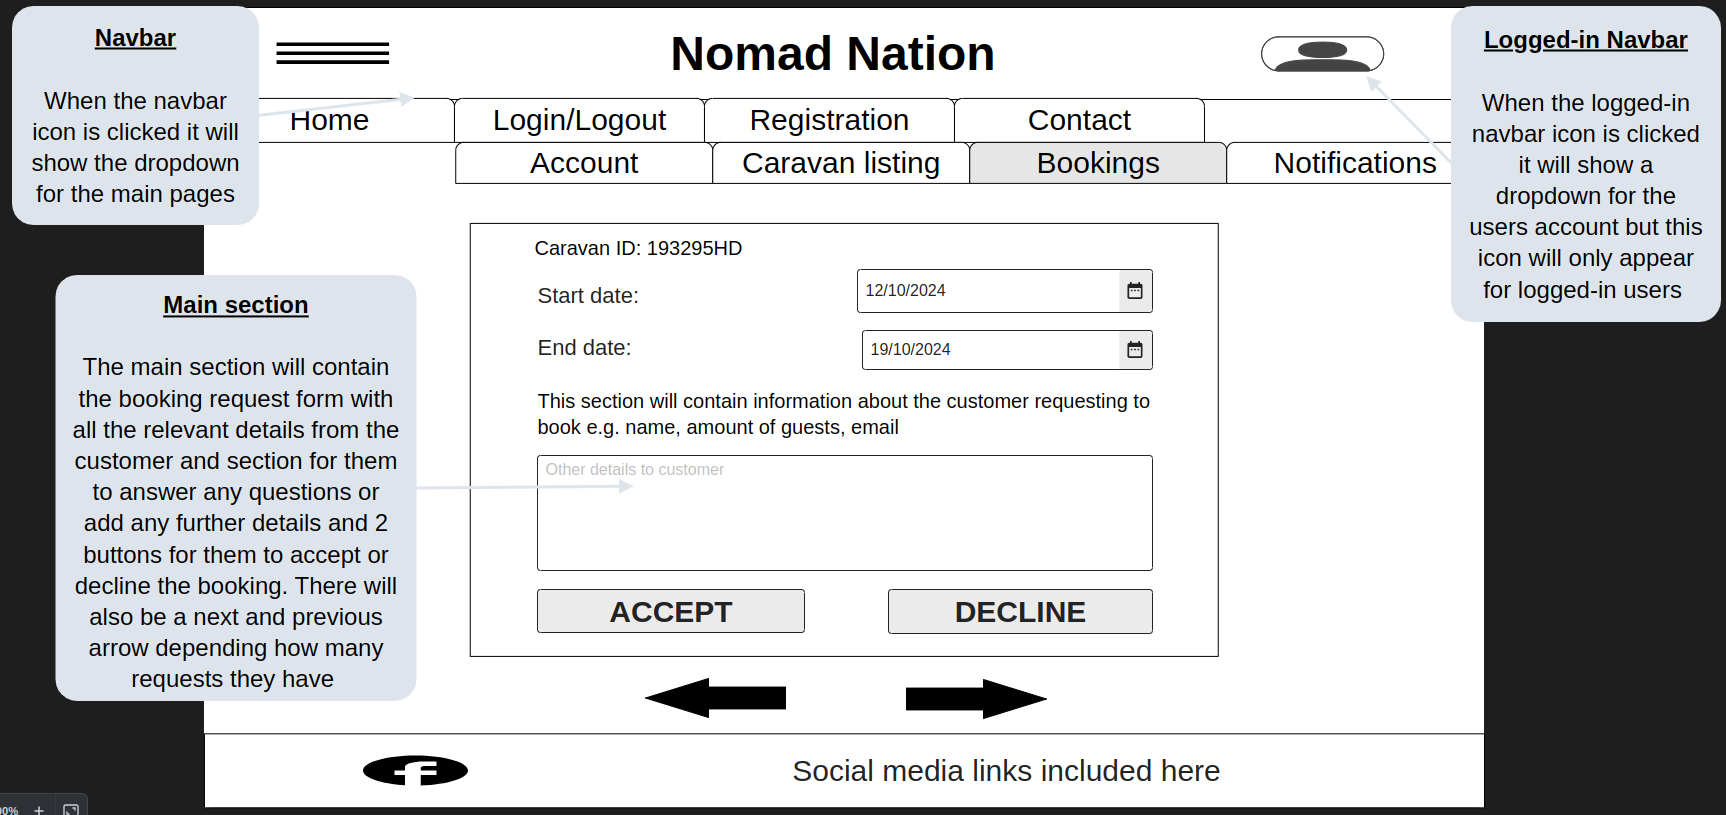 Navbar
When the navbar
icon is clicked it will
show the dropdown
for the main pages
Nomad Nation
Logged-in Navbar
When the logged-in
navbar icon is clicked
it will show a
dropdown for the
users account but this
icon will only appear
for logged-in users
Home Login/Logout Registration Contact
Account Caravan listing Bookings Notifications
Main section
The main section will contain
the booking request form with
all the relevant details from the
customer and section for them
to answer any questions or
add any further details and 2
buttons for them to accept or
decline the booking. There will
also be a next and previous
arrow depending how many
requests they have
Caravan ID: 193295HD
Start date: 12/10/2024
End date: 19/10/2024
This section will contain information about the customer requesting to
book e.g. name, amount of guests, email
Other details to customer
ACCEPT DECLINE
f Social media links included here
00% +